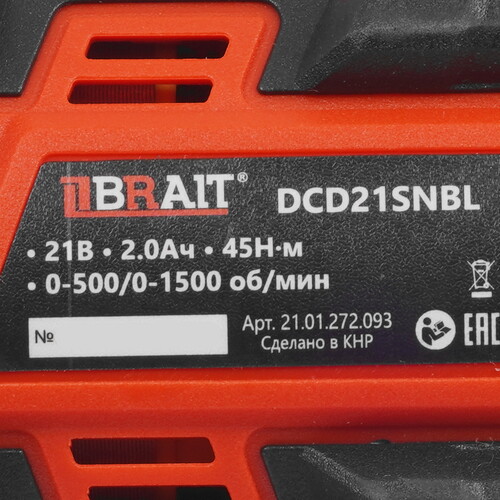 BRAIT® DCD21SNBL
• 21В • 2.0Ач • 45Н·м
• 0-500/0-1500 об/мин
№
Арт. 21.01.272.093
Сделано в КНР
EAC